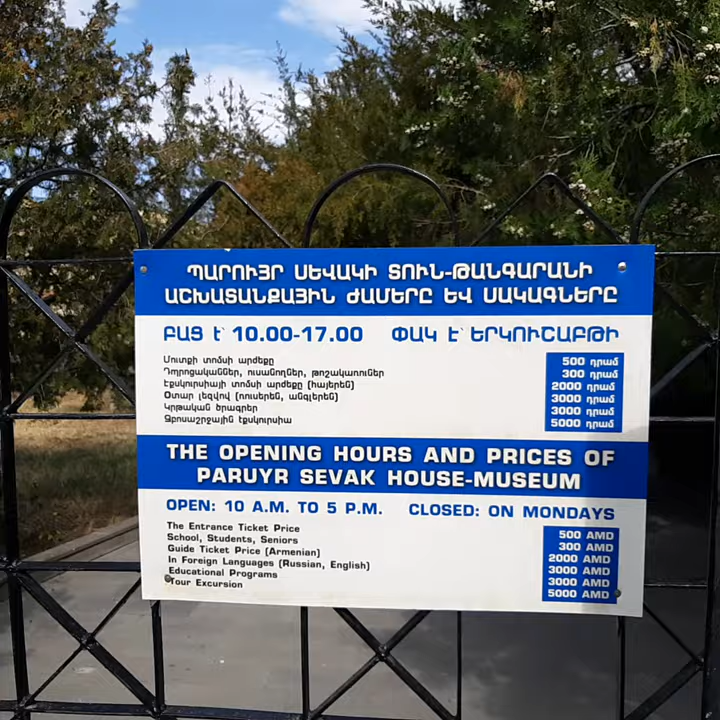 ՊԱՐՈՒՅՐ ՍԵՎԱԿԻ ՏՈՒՆ-ԹԱՆԳԱՐԱՆԻ
ԱՇԽԱՏԱՆՔԱՅԻՆ ԺԱՄԵՐԸ ԵՎ ՍԱԿԱԳՆԵՐԸ
ԲԱՑ Է՝ 10.00-17.00 ՓԱԿ Է՝ ԵՐԿՈՒՇԱԲԹԻ
Մուտքի տոմսի արժեքը 500 դրամ
Դպրոցականներ, ուսանողներ, թոշակառուներ 300 դրամ
Էքսկուրսիայի տոմսի արժեքը (հայերեն) 2000 դրամ
Օտար լեզվով (ռուսերեն, անգլերեն) 3000 դրամ
Կրթական ծրագրեր 3000 դրամ
Զբոսաշրջային էքսկուրսիա 5000 դրամ
THE OPENING HOURS AND PRICES OF
PARUYR SEVAK HOUSE-MUSEUM
OPEN: 10 A.M. TO 5 P.M. CLOSED: ON MONDAYS
The Entrance Ticket Price 500 AMD
School, Students, Seniors 300 AMD
Guide Ticket Price (Armenian) 2000 AMD
In Foreign Languages (Russian, English) 3000 AMD
Educational Programs 3000 AMD
Tour Excursion 5000 AMD